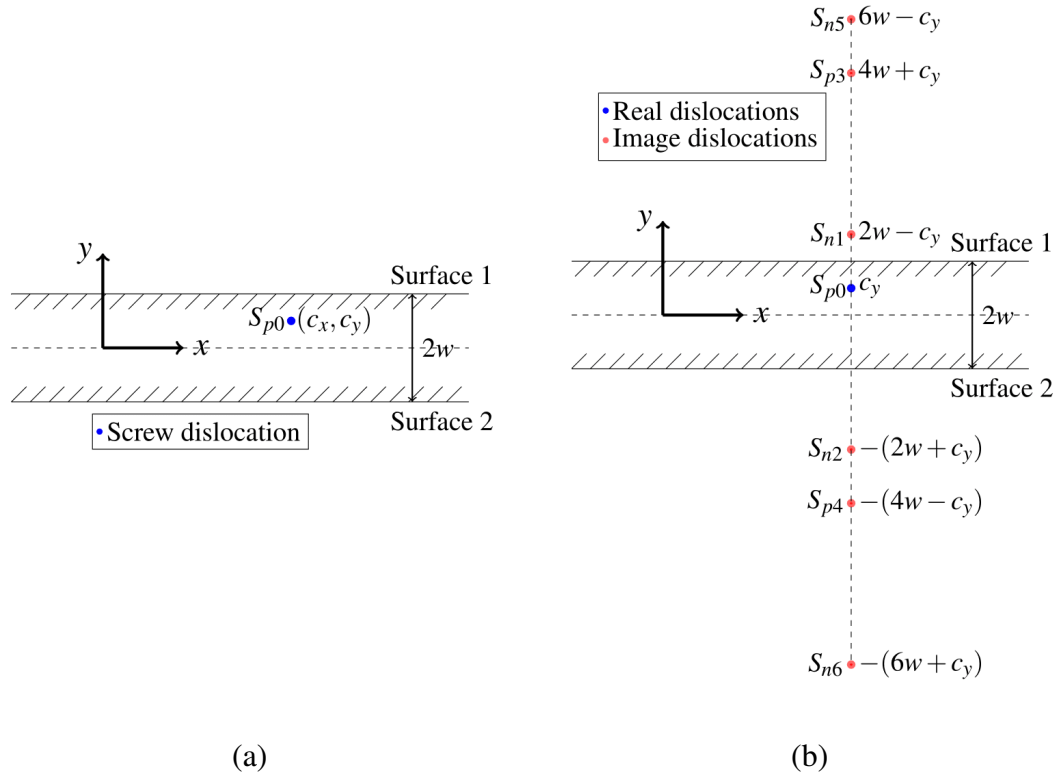 y
Surface 1
S_{p0} (c_x, c_y)
x
2w
Surface 2
Screw dislocation
(a)
S_{n5} 6w − c_y
S_{p3} 4w + c_y
Real dislocations
Image dislocations
y
S_{n1} 2w − c_y
Surface 1
S_{p0} c_y
x
2w
Surface 2
S_{n2} −(2w + c_y)
S_{p4} −(4w − c_y)
S_{n6} −(6w + c_y)
(b)